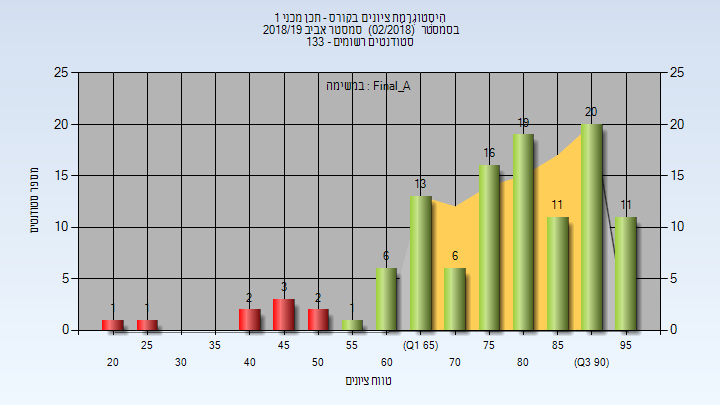 היסטוגרמת ציונים בקורס - תכן מכני 1
בסמסטר (02/2018) סמסטר אביב 2018/19
סטודנטים רשומים - 133
במשימה : Final_A
25 25
20 20
15 15
10 10
5 5
0 0
מספר סטודנטים
1 1 2 3 2 1 6 13 6 16 19 11 20 11
25 35 45 55 (Q1 65) 75 85 95
20 30 40 50 60 70 80 (Q3 90)
טווח ציונים